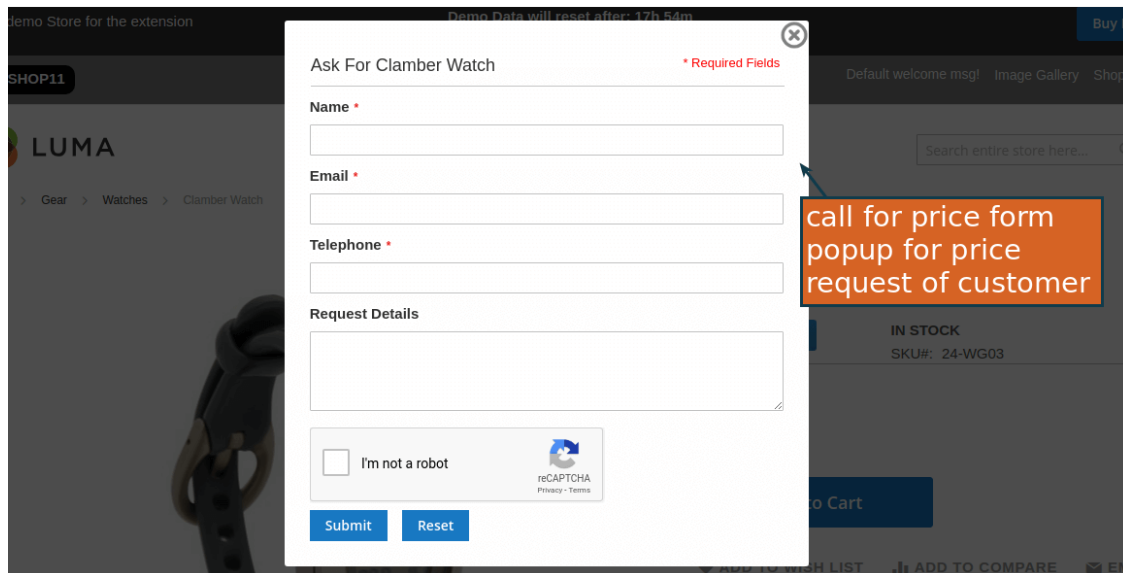 demo Store for the extension
Demo Data will reset after: 17h 54m
Buy
SHOP11
Default welcome msg! Image Gallery Shop
LUMA
Search entire store here...
> Gear > Watches > Clamber Watch
Ask For Clamber Watch
* Required Fields
Name *
Email *
Telephone *
Request Details
I'm not a robot
reCAPTCHA
Privacy - Terms
Submit Reset
call for price form
popup for price
request of customer
IN STOCK
SKU#: 24-WG03
to Cart
ADD TO WISH LIST ADD TO COMPARE